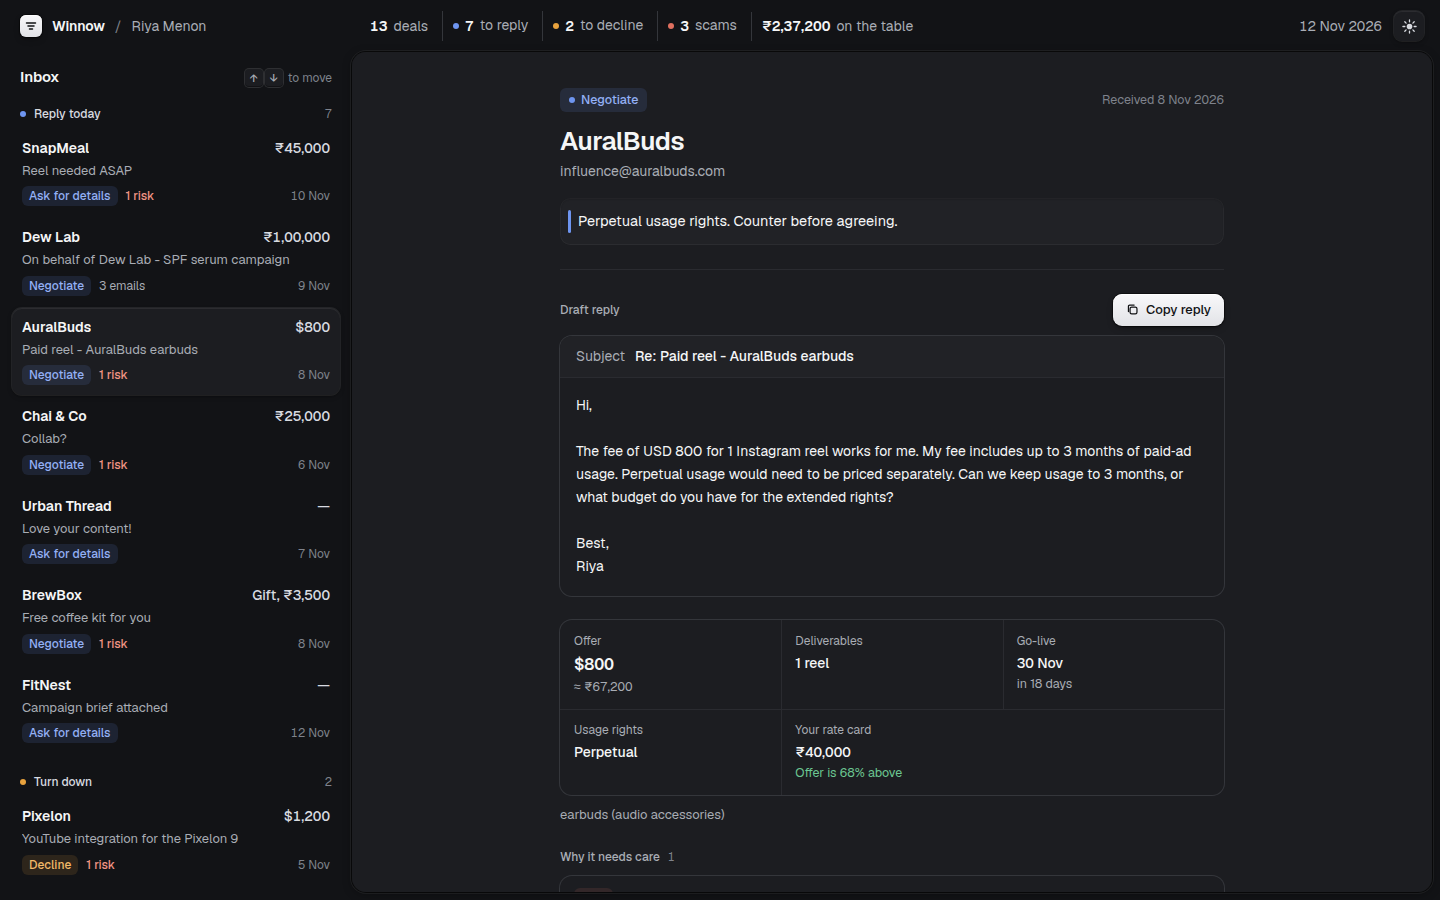 Winnow / Riya Menon
13 deals
7 to reply
2 to decline
3 scams
₹2,37,200 on the table
12 Nov 2026
Inbox
↑ ↓ to move
Reply today 7
SnapMeal ₹45,000
Reel needed ASAP
Ask for details 1 risk 10 Nov
Dew Lab ₹1,00,000
On behalf of Dew Lab - SPF serum campaign
Negotiate 3 emails 9 Nov
AuralBuds $800
Paid reel - AuralBuds earbuds
Negotiate 1 risk 8 Nov
Chai & Co ₹25,000
Collab?
Negotiate 1 risk 6 Nov
Urban Thread —
Love your content!
Ask for details 7 Nov
BrewBox Gift, ₹3,500
Free coffee kit for you
Negotiate 1 risk 8 Nov
FitNest —
Campaign brief attached
Ask for details 12 Nov
Turn down 2
Pixelon $1,200
YouTube integration for the Pixelon 9
Decline 1 risk 5 Nov
Negotiate Received 8 Nov 2026
AuralBuds
influence@auralbuds.com
Perpetual usage rights. Counter before agreeing.
Draft reply Copy reply
Subject Re: Paid reel - AuralBuds earbuds
Hi,
The fee of USD 800 for 1 Instagram reel works for me. My fee includes up to 3 months of paid-ad
usage. Perpetual usage would need to be priced separately. Can we keep usage to 3 months, or
what budget do you have for the extended rights?
Best,
Riya
Offer
$800
≈ ₹67,200
Deliverables
1 reel
Go-live
30 Nov
in 18 days
Usage rights
Perpetual
Your rate card
₹40,000
Offer is 68% above
earbuds (audio accessories)
Why it needs care 1